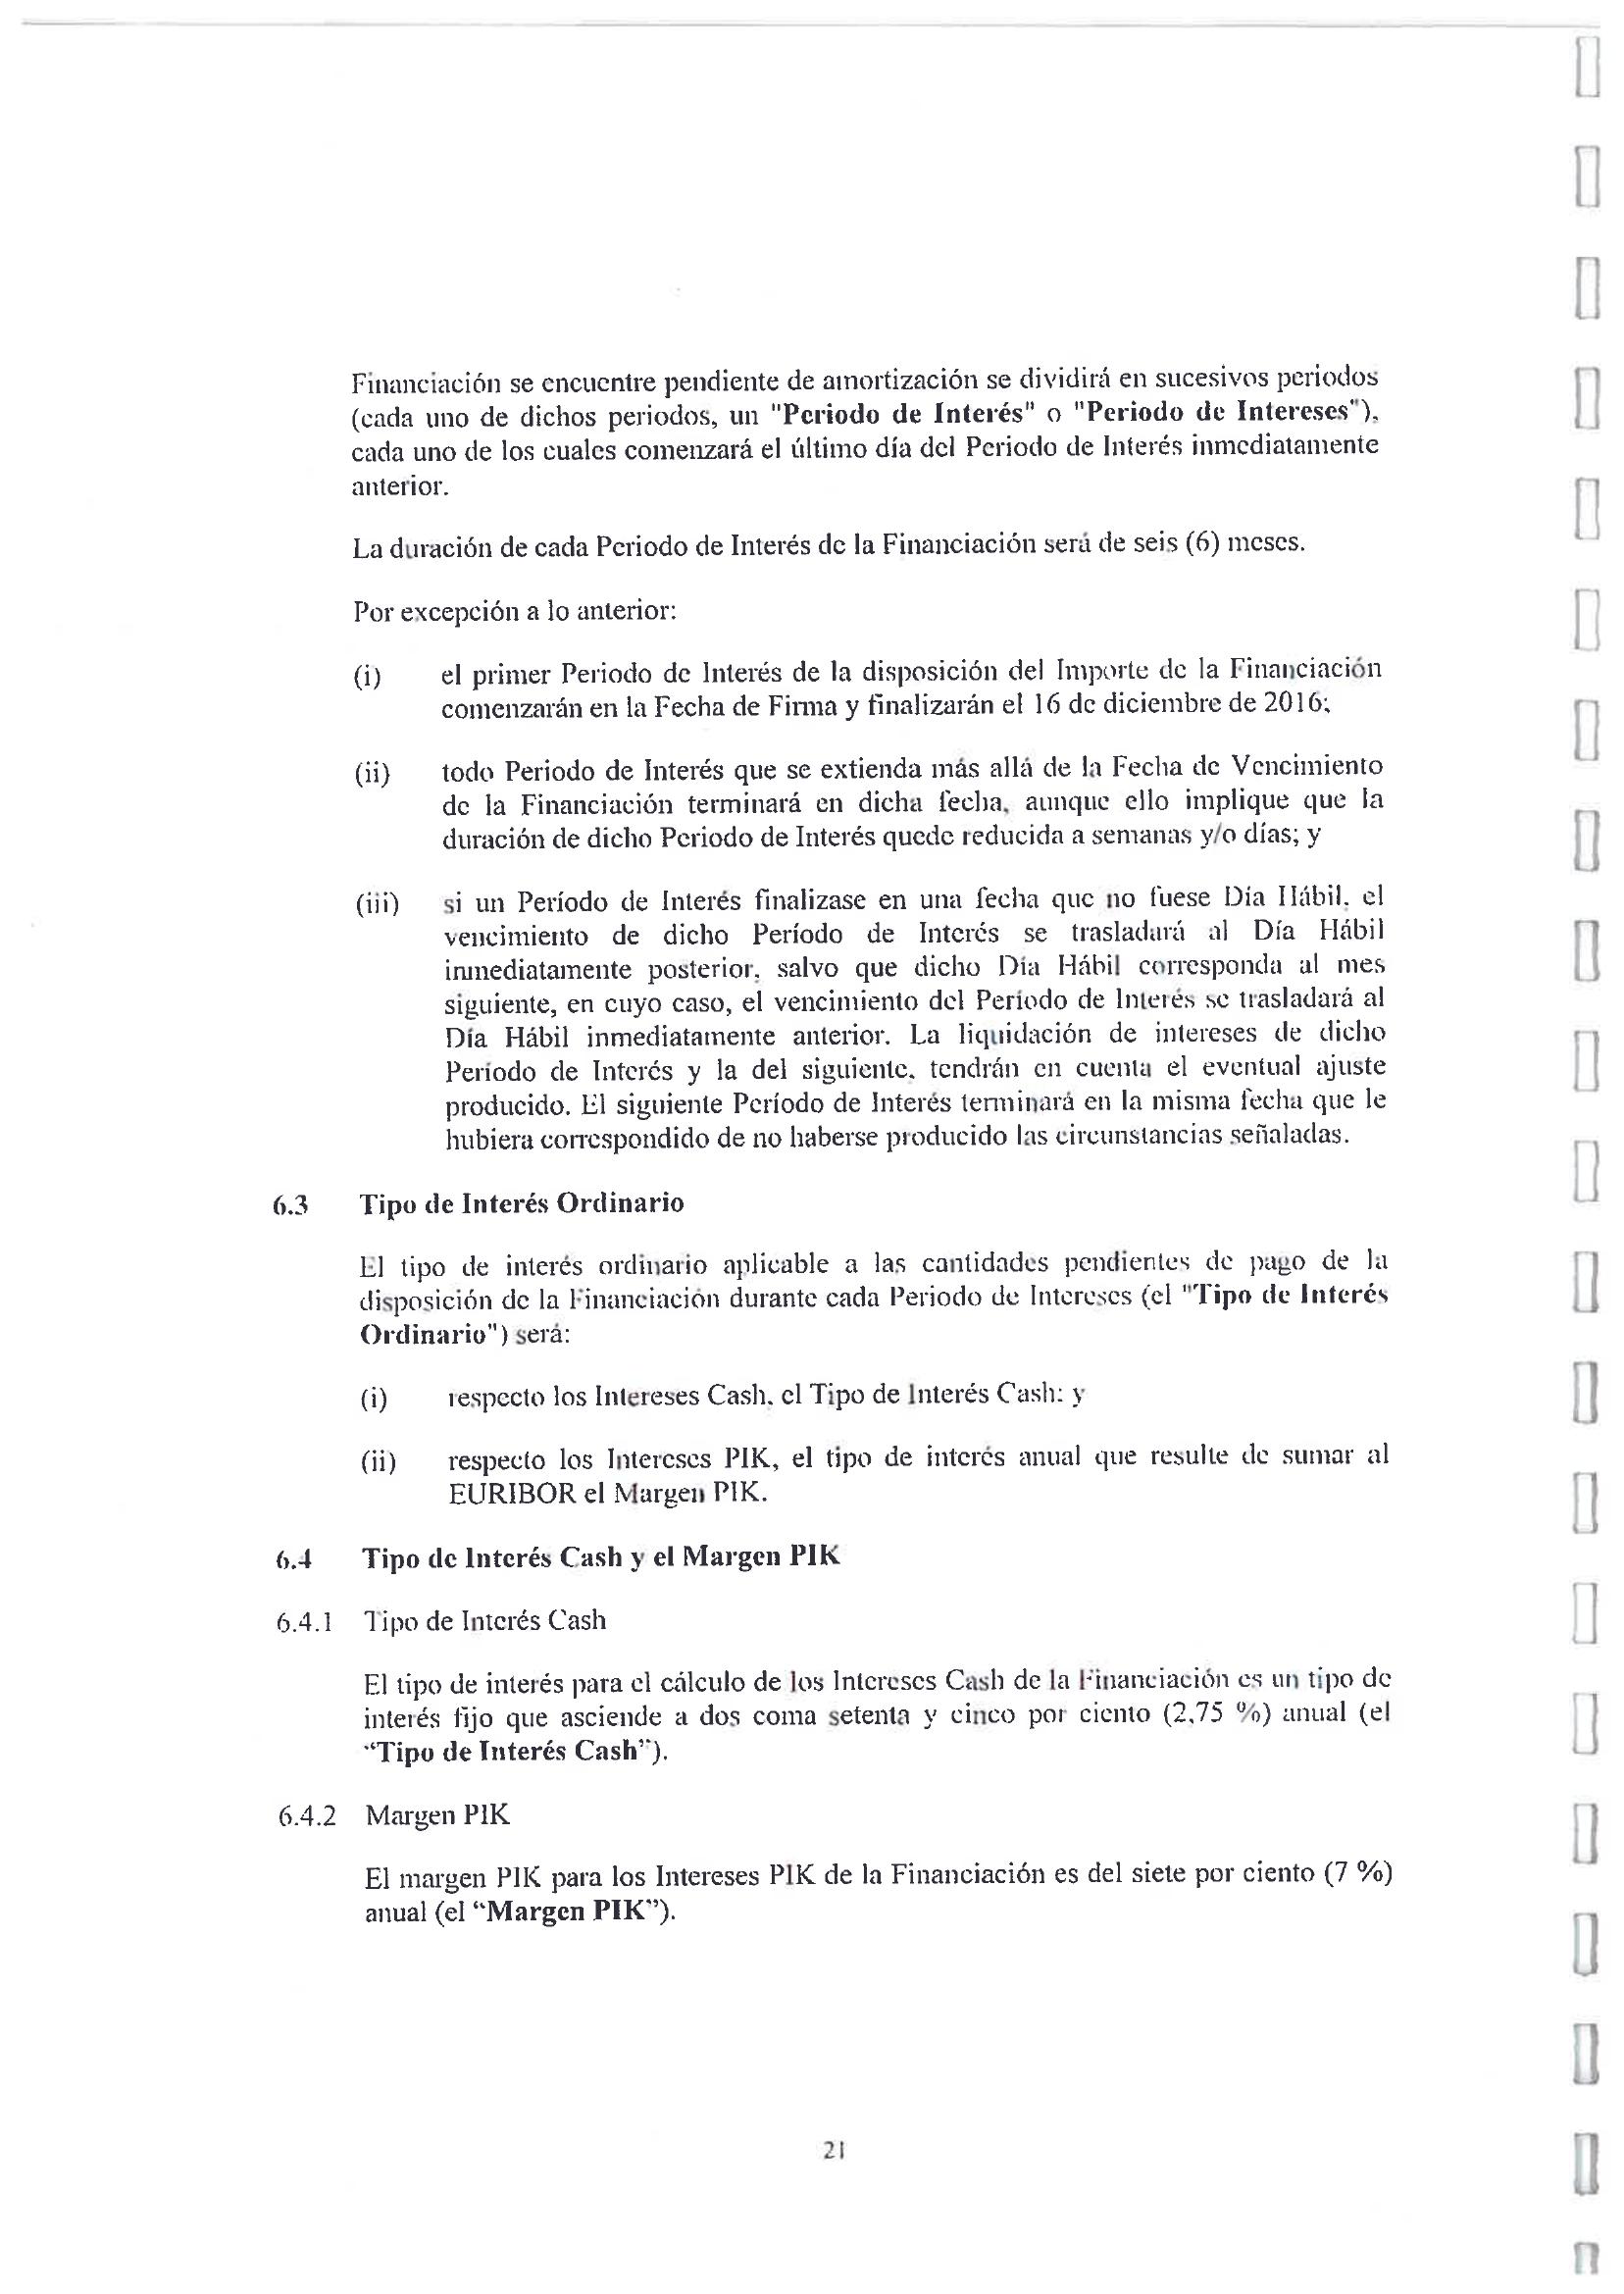 Financiación se encuentre pendiente de amortización se dividirá en sucesivos periodos
(cada uno de dichos periodos, un "Periodo de Interés" o "Periodo de Intereses"),
cada uno de los cuales comenzará el último día del Periodo de Interés inmediatamente
anterior.
La duración de cada Periodo de Interés de la Financiación será de seis (6) meses.
Por excepción a lo anterior:
(i) el primer Periodo de Interés de la disposición del Importe de la Financiación
comenzarán en la Fecha de Firma y finalizarán el 16 de diciembre de 2016;
(ii) todo Periodo de Interés que se extienda más allá de la Fecha de Vencimiento
de la Financiación terminará en dicha fecha, aunque ello implique que la
duración de dicho Periodo de Interés quede reducida a semanas y/o días; y
(iii) si un Período de Interés finalizase en una fecha que no fuese Día Hábil, el
vencimiento de dicho Período de Interés se trasladará al Día Hábil
inmediatamente posterior, salvo que dicho Día Hábil corresponda al mes
siguiente, en cuyo caso, el vencimiento del Período de Interés se trasladará al
Día Hábil inmediatamente anterior. La liquidación de intereses de dicho
Período de Interés y la del siguiente, tendrán en cuenta el eventual ajuste
producido. El siguiente Período de Interés terminará en la misma fecha que le
hubiera correspondido de no haberse producido las circunstancias señaladas.
6.3 Tipo de Interés Ordinario
El tipo de interés ordinario aplicable a las cantidades pendientes de pago de la
disposición de la Financiación durante cada Periodo de Intereses (el "Tipo de Interés
Ordinario") será:
(i) respecto los Intereses Cash, el Tipo de Interés Cash; y
(ii) respecto los Intereses PIK, el tipo de interés anual que resulte de sumar al
EURIBOR el Margen PIK.
6.4 Tipo de Interés Cash y el Margen PIK
6.4.1 Tipo de Interés Cash
El tipo de interés para el cálculo de los Intereses Cash de la Financiación es un tipo de
interés fijo que asciende a dos coma setenta y cinco por ciento (2,75 %) anual (el
“Tipo de Interés Cash”).
6.4.2 Margen PIK
El margen PIK para los Intereses PIK de la Financiación es del siete por ciento (7 %)
anual (el “Margen PIK”).
21